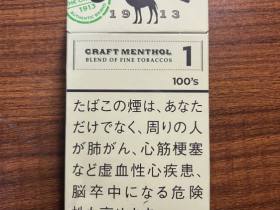 1913
1913
CRAFT MENTHOL 1
BLEND OF FINE TOBACCOS
100's
たばこの煙は、あなた
だけでなく、周りの人
が肺がん、心筋梗塞
など虚血性心疾患、
脳卒中になる危険